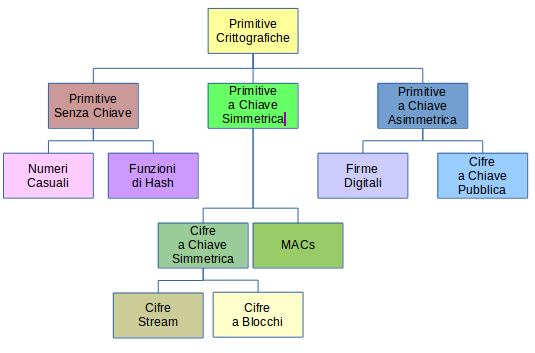 Primitive
Crittografiche
Primitive
Senza Chiave
Primitive
a Chiave
Simmetrica
Primitive
a Chiave
Asimmetrica
Numeri
Casuali
Funzioni
di Hash
Firme
Digitali
Cifre
a Chiave
Pubblica
Cifre
a Chiave
Simmetrica
MACs
Cifre
Stream
Cifre
a Blocchi